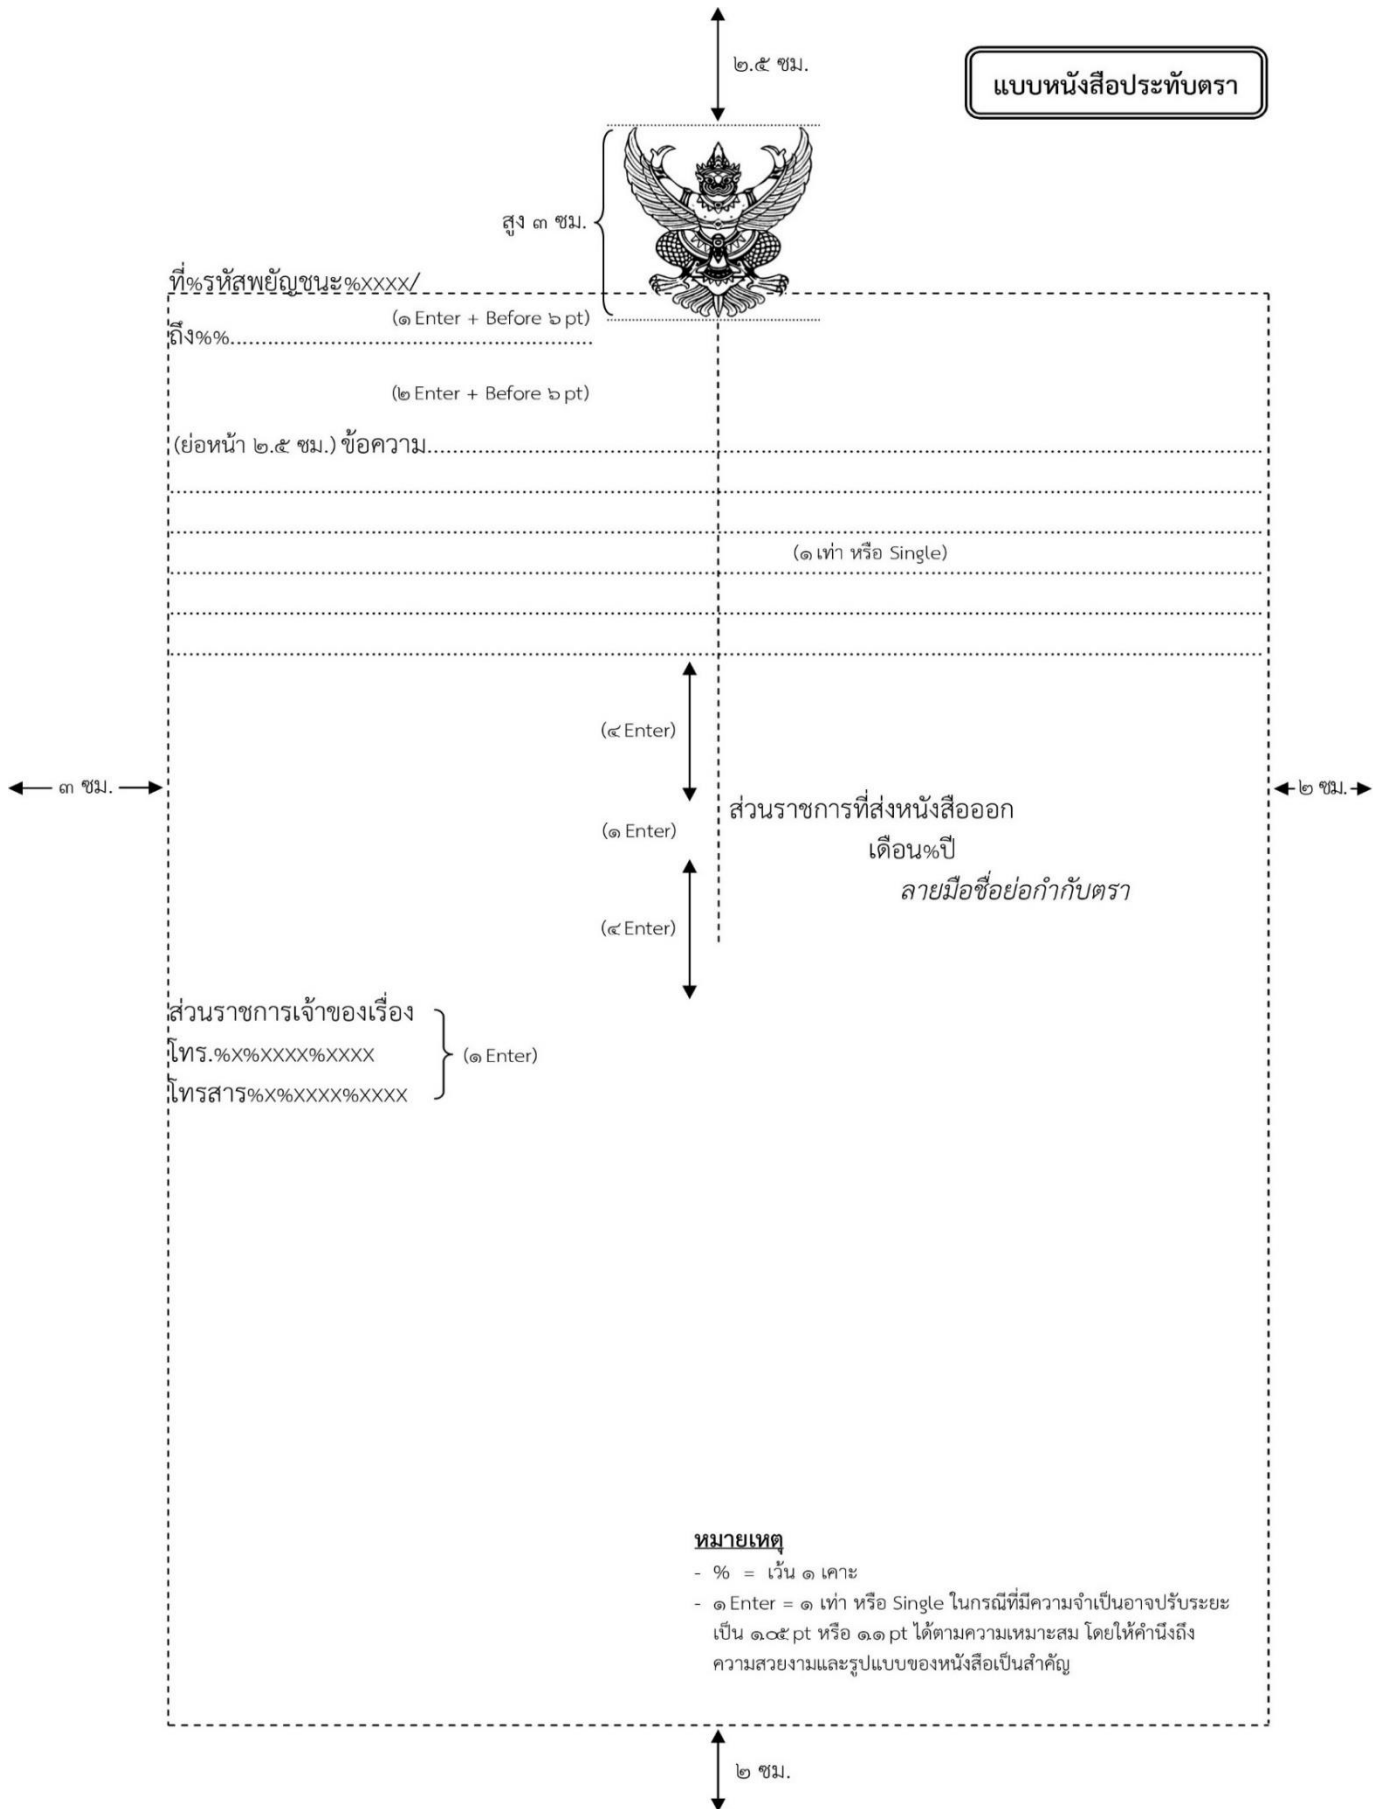 ๒.๕ ซม.
แบบหนังสือประทับตรา
สูง ๓ ซม.
ที่%รหัสพยัญชนะ%XXXX/
(๑ Enter + Before ๖ pt)
ถึง%%..........................................................
(๒ Enter + Before ๖ pt)
(ย่อหน้า ๒.๕ ซม.) ข้อความ..........................................................
..........................................................
..........................................................
(๑ เท่า หรือ Single)
..........................................................
..........................................................
..........................................................
(๔ Enter)
๓ ซม.
๒ ซม.
ส่วนราชการที่ส่งหนังสือออก
(๑ Enter)
เดือน%ปี
ลายมือชื่อย่อกำกับตรา
(๔ Enter)
ส่วนราชการเจ้าของเรื่อง
โทร.%X%XXXX%XXXX
(๑ Enter)
โทรสาร%X%XXXX%XXXX
หมายเหตุ
- % = เว้น ๑ เคาะ
- ๑ Enter = ๑ เท่า หรือ Single ในกรณีที่มีความจำเป็นอาจปรับระยะ
เป็น ๑.๐๕ pt หรือ ๑.๑ pt ได้ตามความเหมาะสม โดยให้คำนึงถึง
ความสวยงามและรูปแบบของหนังสือเป็นสำคัญ
๒ ซม.